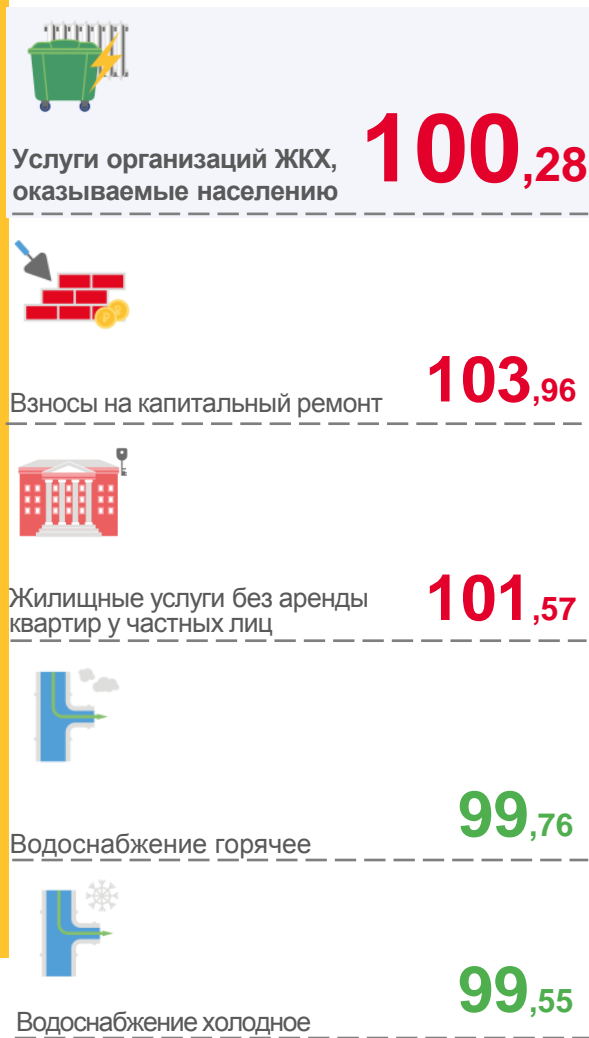 Услуги организаций ЖКХ,
оказываемые населению
100,28
Взносы на капитальный ремонт
103,96
Жилищные услуги без аренды
квартир у частных лиц
101,57
Водоснабжение горячее
99,76
Водоснабжение холодное
99,55